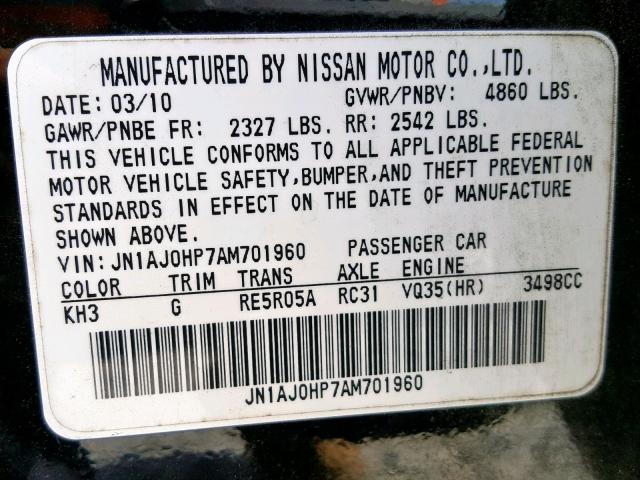 MANUFACTURED BY NISSAN MOTOR CO.,LTD.
DATE: 03/10 GVWR/PNBV: 4860 LBS.
GAWR/PNBE FR: 2327 LBS. RR: 2542 LBS.
THIS VEHICLE CONFORMS TO ALL APPLICABLE FEDERAL
MOTOR VEHICLE SAFETY,BUMPER,AND THEFT PREVENTION
STANDARDS IN EFFECT ON THE DATE OF MANUFACTURE
SHOWN ABOVE.
VIN:JN1AJ0HP7AM701960 PASSENGER CAR
COLOR TRIM TRANS AXLE ENGINE
KH3 G RE5R05A RC31 VQ35(HR) 3498CC
JN1AJ0HP7AM701960